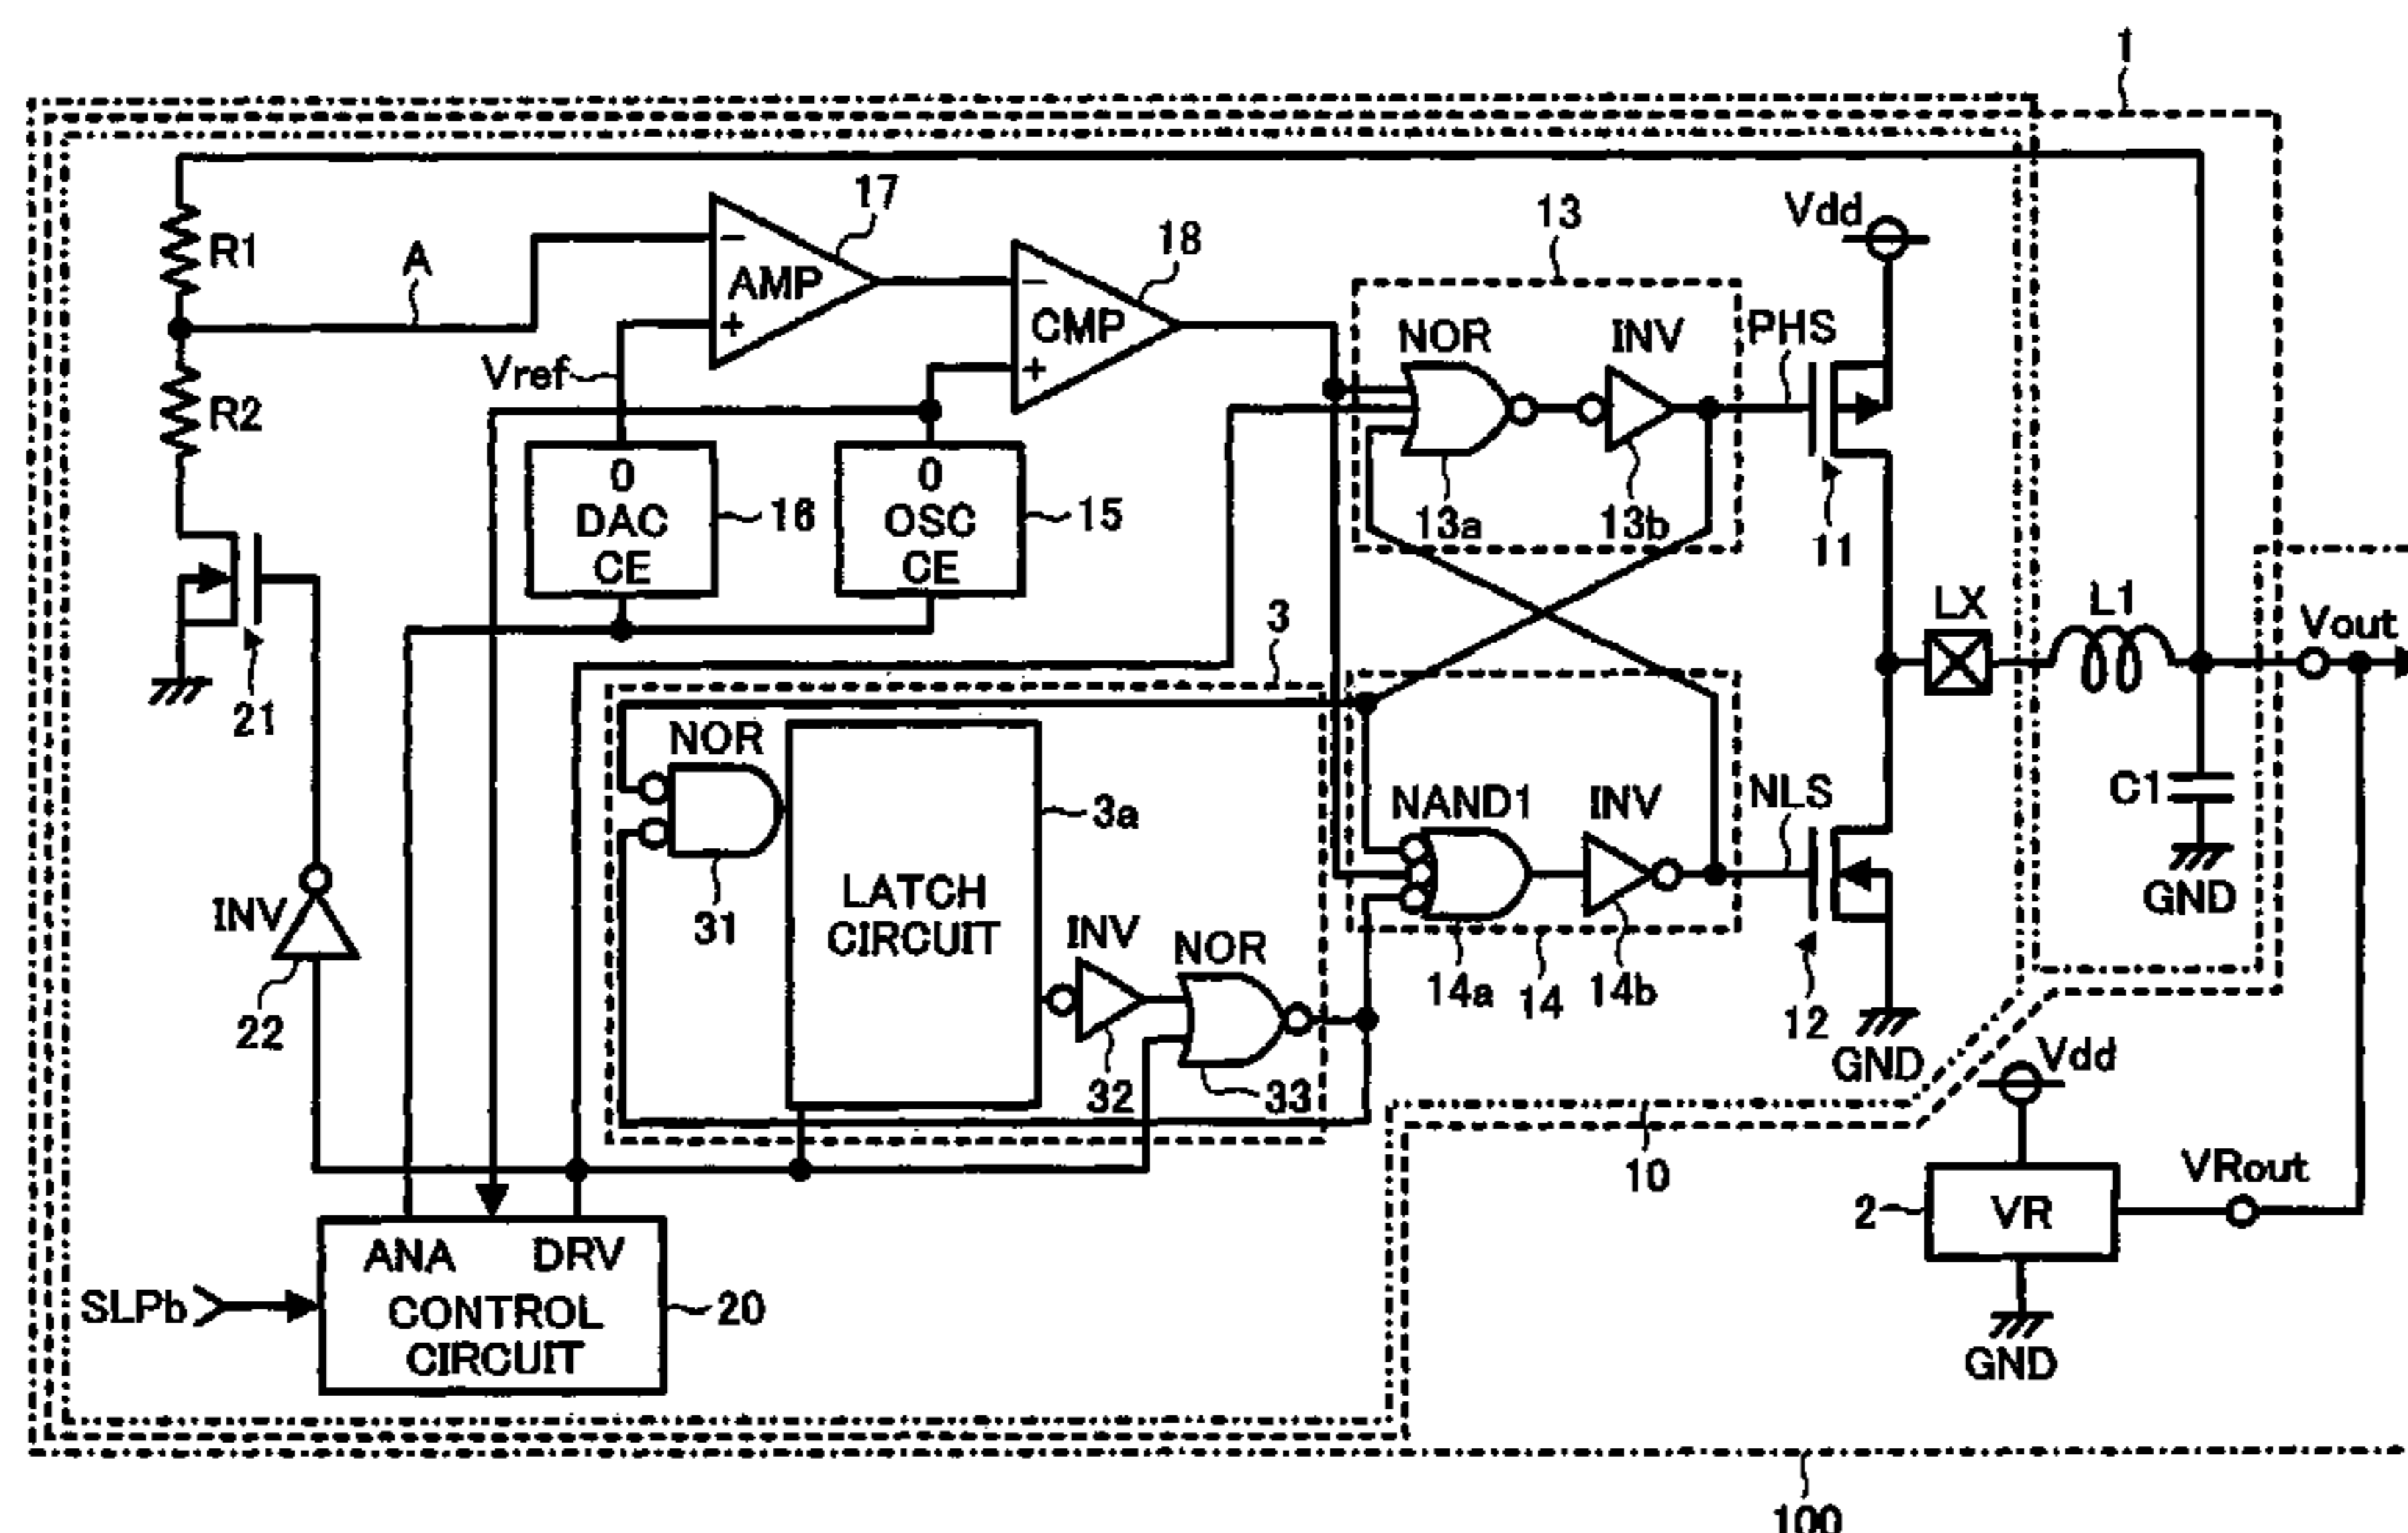 1
17
13
Vdd
18
R1
A
−
AMP
+
−
CMP
+
NOR
INV
PHS
Vref
R2
0
DAC
CE
16
0
OSC
CE
15
13a
13b
11
3
LX
L1
Vout
21
NOR
NAND1
INV
NLS
C1
3a
31
LATCH
CIRCUIT
INV
NOR
GND
INV
14a
14
14b
12
22
32
33
GND
Vdd
10
VRout
2
VR
ANA
DRV
SLPb
CONTROL
CIRCUIT
20
GND
100